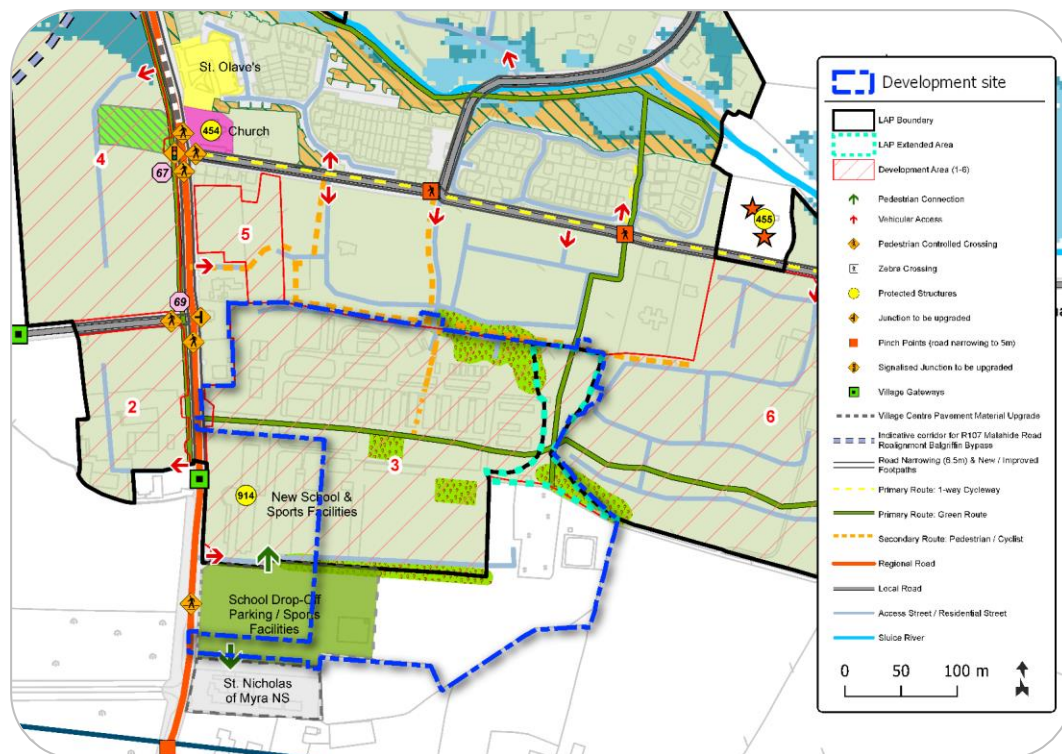 St. Olave's
454
Church
4
67
5
455
69
2
3
6
914
New School &
Sports Facilities
School Drop-Off
Parking / Sports
Facilities
St. Nicholas
of Myra NS
Development site
LAP Boundary
LAP Extended Area
Development Area (1-6)
Pedestrian Connection
Vehicular Access
Pedestrian Controlled Crossing
Zebra Crossing
Protected Structures
Junction to be upgraded
Pinch Points (road narrowing to 5m)
Signalised Junction to be upgraded
Village Gateways
Village Centre Pavement Material Upgrade
Indicative corridor for R107 Malahide Road
Realignment Balgriffin Bypass
Road Narrowing (6.5m) & New / Improved
Footpaths
Primary Route: 1-way Cycleway
Primary Route: Green Route
Secondary Route: Pedestrian / Cyclist
Regional Road
Local Road
Access Street / Residential Street
Sluice River
0 50 100 m